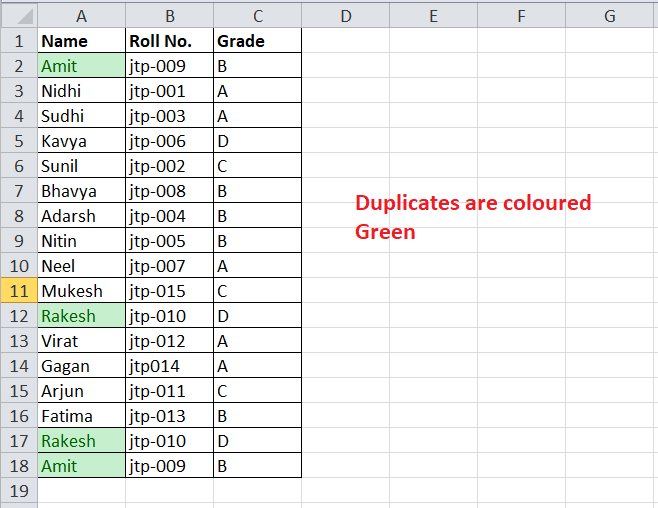 A B C D E F G
1 Name Roll No. Grade
2 Amit jtp-009 B
3 Nidhi jtp-001 A
4 Sudhi jtp-003 A
5 Kavya jtp-006 D
6 Sunil jtp-002 C
7 Bhavya jtp-008 B
Duplicates are coloured
8 Adarsh jtp-004 B
Green
9 Nitin jtp-005 B
10 Neel jtp-007 A
11 Mukesh jtp-015 C
12 Rakesh jtp-010 D
13 Virat jtp-012 A
14 Gagan jtp014 A
15 Arjun jtp-011 C
16 Fatima jtp-013 B
17 Rakesh jtp-010 D
18 Amit jtp-009 B
19